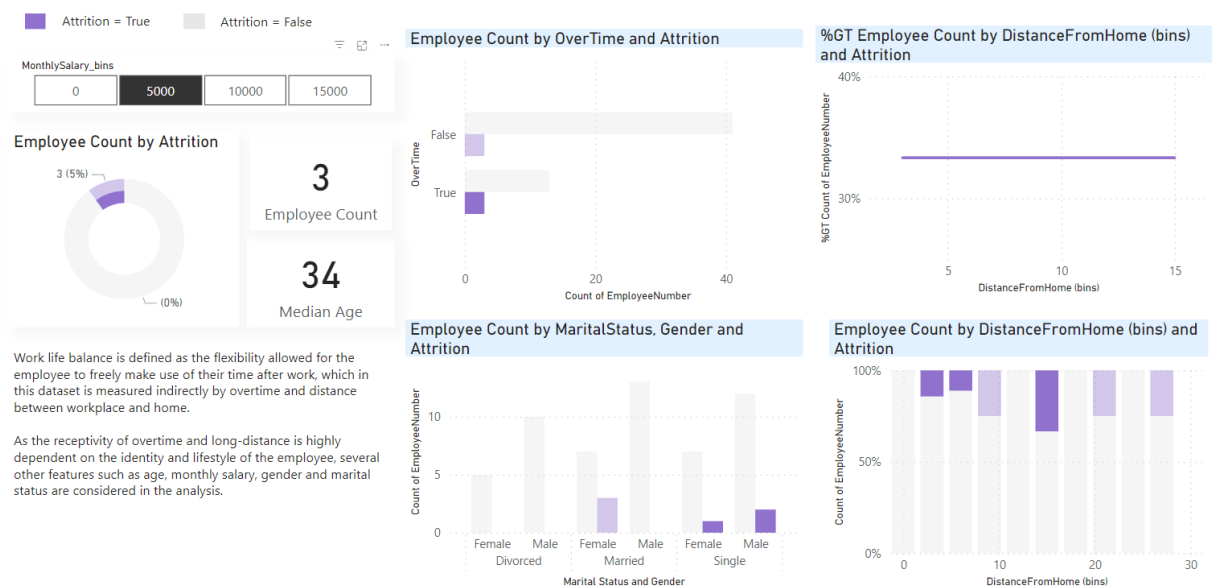 Attrition = True
Attrition = False
MonthlySalary_bins
0
5000
10000
15000
Employee Count by Attrition
3 (5%)
(0%)
3
Employee Count
34
Median Age
Work life balance is defined as the flexibility allowed for the
employee to freely make use of their time after work, which in
this dataset is measured indirectly by overtime and distance
between workplace and home.
As the receptivity of overtime and long-distance is highly
dependent on the identity and lifestyle of the employee, several
other features such as age, monthly salary, gender and marital
status are considered in the analysis.
Employee Count by OverTime and Attrition
OverTime
False
True
0
20
40
Count of EmployeeNumber
%GT Employee Count by DistanceFromHome (bins)
and Attrition
%GT Count of EmployeeNumber
40%
30%
5
10
15
DistanceFromHome (bins)
Employee Count by MaritalStatus, Gender and
Attrition
Count of EmployeeNumber
10
5
0
Female
Male
Female
Male
Female
Male
Divorced
Married
Single
Marital Status and Gender
Employee Count by DistanceFromHome (bins) and
Attrition
Count of EmployeeNumber
100%
50%
0%
0
10
20
30
DistanceFromHome (bins)